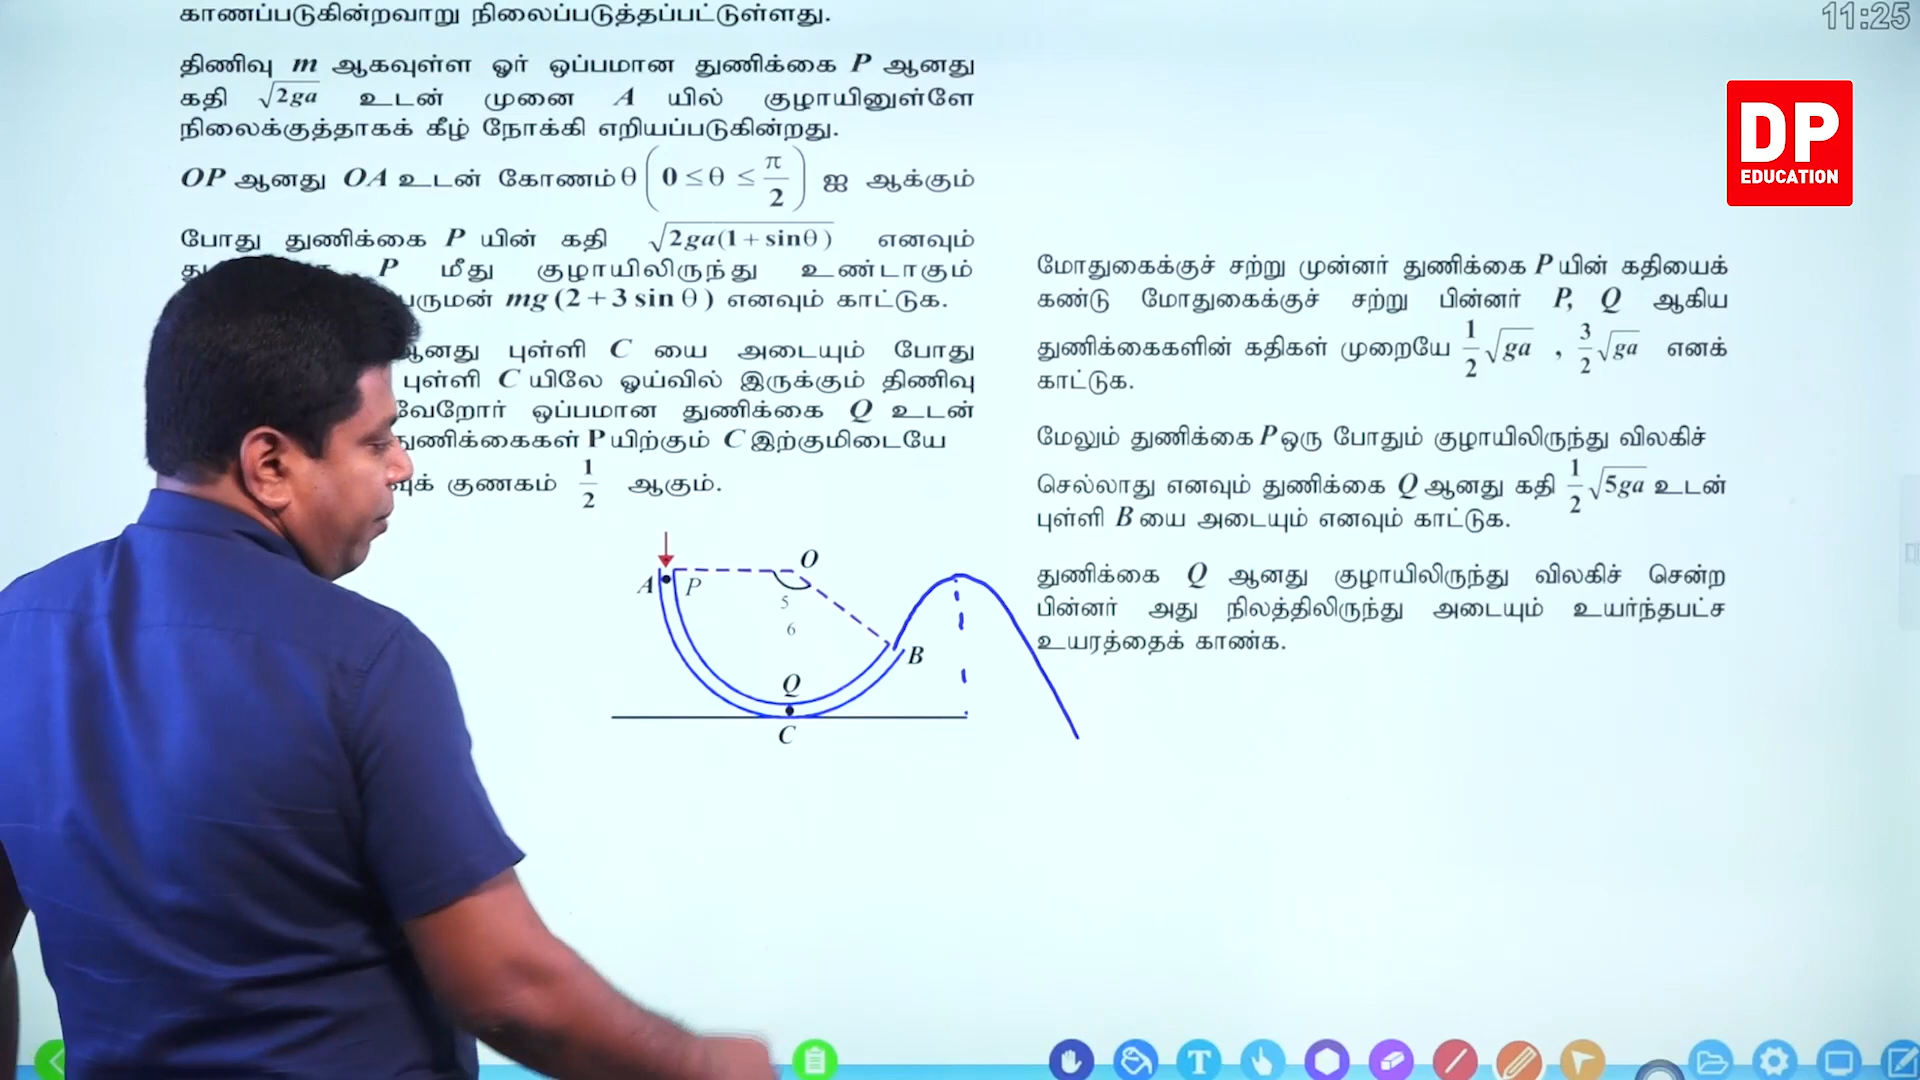 காணப்படுகின்றவாறு நிலைப்படுத்தப்பட்டுள்ளது.
11:25
திணிவு m ஆகவுள்ள ஓர் ஒப்பமான துணிக்கை P ஆனது
கதி √2ga உடன் முனை A யில் குழாயினுள்ளே
நிலைக்குத்தாகக் கீழ் நோக்கி எறியப்படுகின்றது.
DP
EDUCATION
OP ஆனது OA உடன் கோணம் θ (0 ≤ θ ≤ π/2) ஐ ஆக்கும்
போது துணிக்கை P யின் கதி √2ga(1 + sinθ) எனவும்
P மீது குழாயிலிருந்து உண்டாகும்
பருமன் mg (2 + 3 sin θ) எனவும் காட்டுக.
ஆனது புள்ளி C யை அடையும் போது
புள்ளி C யிலே ஓய்வில் இருக்கும் திணிவு
வேறோர் ஒப்பமான துணிக்கை Q உடன்
துணிக்கைகள் P யிற்கும் C இற்குமிடையே
குணகம் 1/2 ஆகும்.
A
P
O
5
6
B
Q
C
மோதுகைக்குச் சற்று முன்னர் துணிக்கை P யின் கதியைக்
கண்டு மோதுகைக்குச் சற்று பின்னர் P, Q ஆகிய
துணிக்கைகளின் கதிகள் முறையே 1/2 √ga , 3/2 √ga எனக்
காட்டுக.
மேலும் துணிக்கை P ஒரு போதும் குழாயிலிருந்து விலகிச்
செல்லாது எனவும் துணிக்கை Q ஆனது கதி 1/2 √5ga உடன்
புள்ளி B யை அடையும் எனவும் காட்டுக.
துணிக்கை Q ஆனது குழாயிலிருந்து விலகிச் சென்ற
பின்னர் அது நிலத்திலிருந்து அடையும் உயர்ந்தபட்ச
உயரத்தைக் காண்க.
T